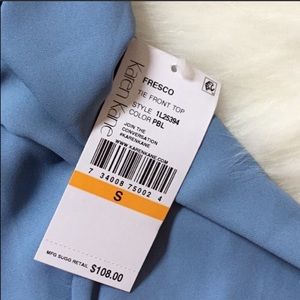 Karen Kane
FRESCO
TIE FRONT TOP
STYLE 1L25394
COLOR PBL
JOIN THE
CONVERSATION
#KARENKANE
WWW.KARENKANE.COM
7 34008 75002 4
S
MFG SUGG RETAIL $108.00